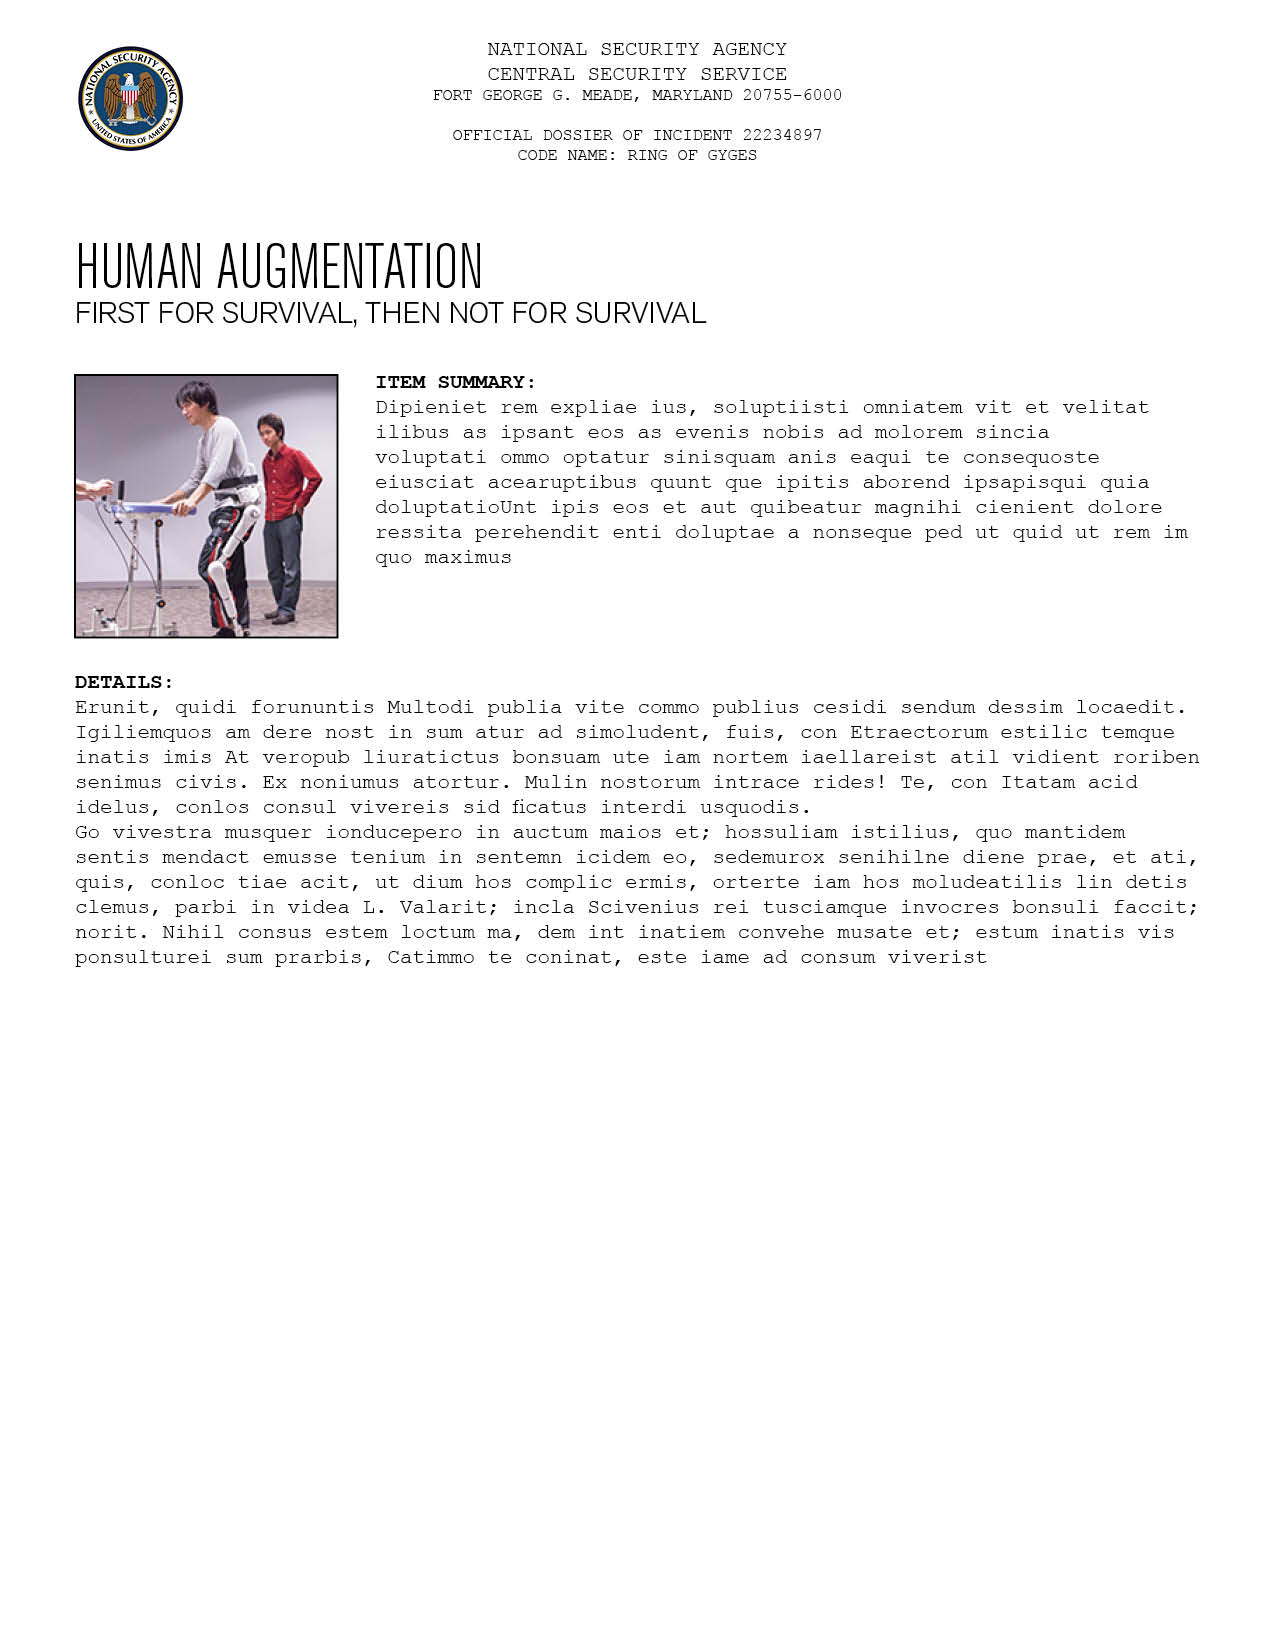 NATIONAL SECURITY AGENCY
CENTRAL SECURITY SERVICE
FORT GEORGE G. MEADE, MARYLAND 20755-6000
NATIONAL SECURITY AGENCY
UNITED STATES OF AMERICA
OFFICIAL DOSSIER OF INCIDENT 22234897
CODE NAME: RING OF GYGES
HUMAN AUGMENTATION
FIRST FOR SURVIVAL, THEN NOT FOR SURVIVAL
ITEM SUMMARY:
Dipieniet rem expliae ius, soluptiisti omniatem vit et velitat
ilibus as ipsant eos as evenis nobis ad molorem sincia
voluptati ommo optatur sinisquam anis eaqui te consequoste
eiusciat acearuptibus quunt que ipitis aborend ipsapisqui quia
doluptatioUnt ipis eos et aut quibeatur magnihi cienient dolore
ressita perehendit enti doluptae a nonseque ped ut quid ut rem im
quo maximus
DETAILS:
Erunit, quidi forununtis Multodi publia vite commo publius cesidi sendum dessim locaedit.
Igiliemquos am dere nost in sum atur ad simoludent, fuis, con Etraectorum estilic temque
inatis imis At veropub liuratictus bonsuam ute iam nortem iaellareist atil vidient roriben
senimus civis. Ex noniumus atortur. Mulin nostorum intrace rides! Te, con Itatam acid
idelus, conlos consul vivereis sid ficatus interdi usquodis.
Go vivestra musquer ionducepero in auctum maios et; hossuliam istilius, quo mantidem
sentis mendact emusse tenium in sentemn icidem eo, sedemurox senihilne diene prae, et ati,
quis, conloc tiae acit, ut dium hos complic ermis, orterte iam hos moludeatilis lin detis
clemus, parbi in videa L. Valarit; incla Scivenius rei tusciamque invocres bonsuli faccit;
norit. Nihil consus estem loctum ma, dem int inatiem convehe musate et; estum inatis vis
ponsulturei sum prarbis, Catimmo te coninat, este iame ad consum viverist